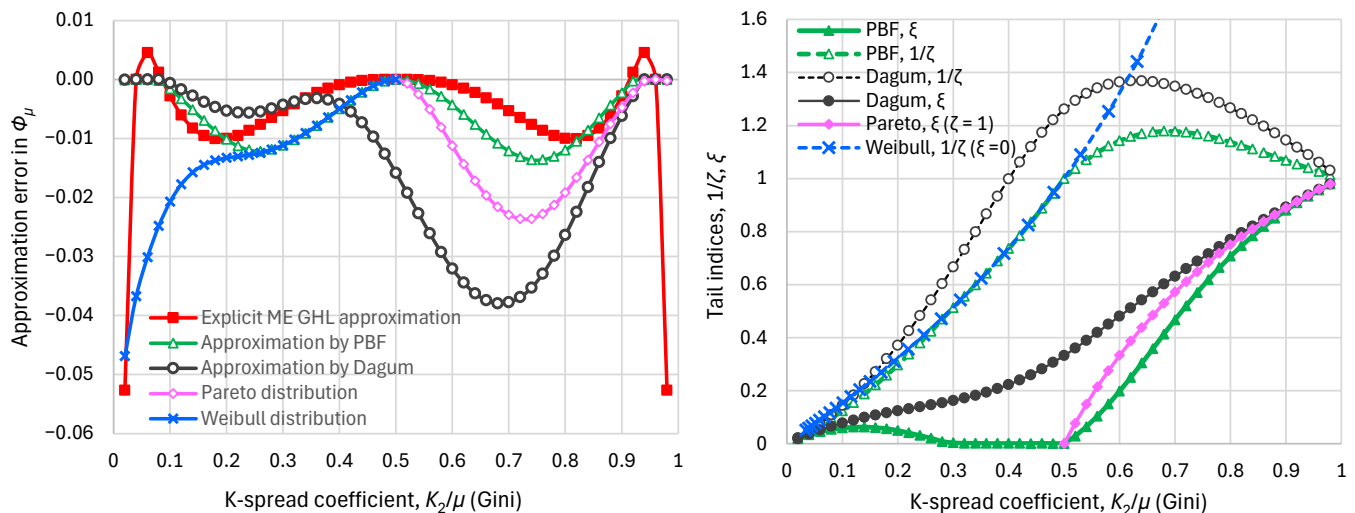 Approximation error in Φμ
0.00
−0.01
−0.02
−0.03
−0.04
−0.05
−0.06
Explicit ME GHL approximation
Approximation by PBF
Approximation by Dagum
Pareto distribution
Weibull distribution
0 0.1 0.2 0.3 0.4 0.5 0.6 0.7 0.8 0.9 1
K-spread coefficient, K2/μ (Gini)
Tail indices, 1/ζ, ξ
1.6
1.4
1.2
1
0.8
0.6
0.4
0.2
0
PBF, ξ
PBF, 1/ζ
Dagum, 1/ζ
Dagum, ξ
Pareto, ξ (ζ = 1)
Weibull, 1/ζ (ξ =0)
0 0.1 0.2 0.3 0.4 0.5 0.6 0.7 0.8 0.9 1
K-spread coefficient, K2/μ (Gini)